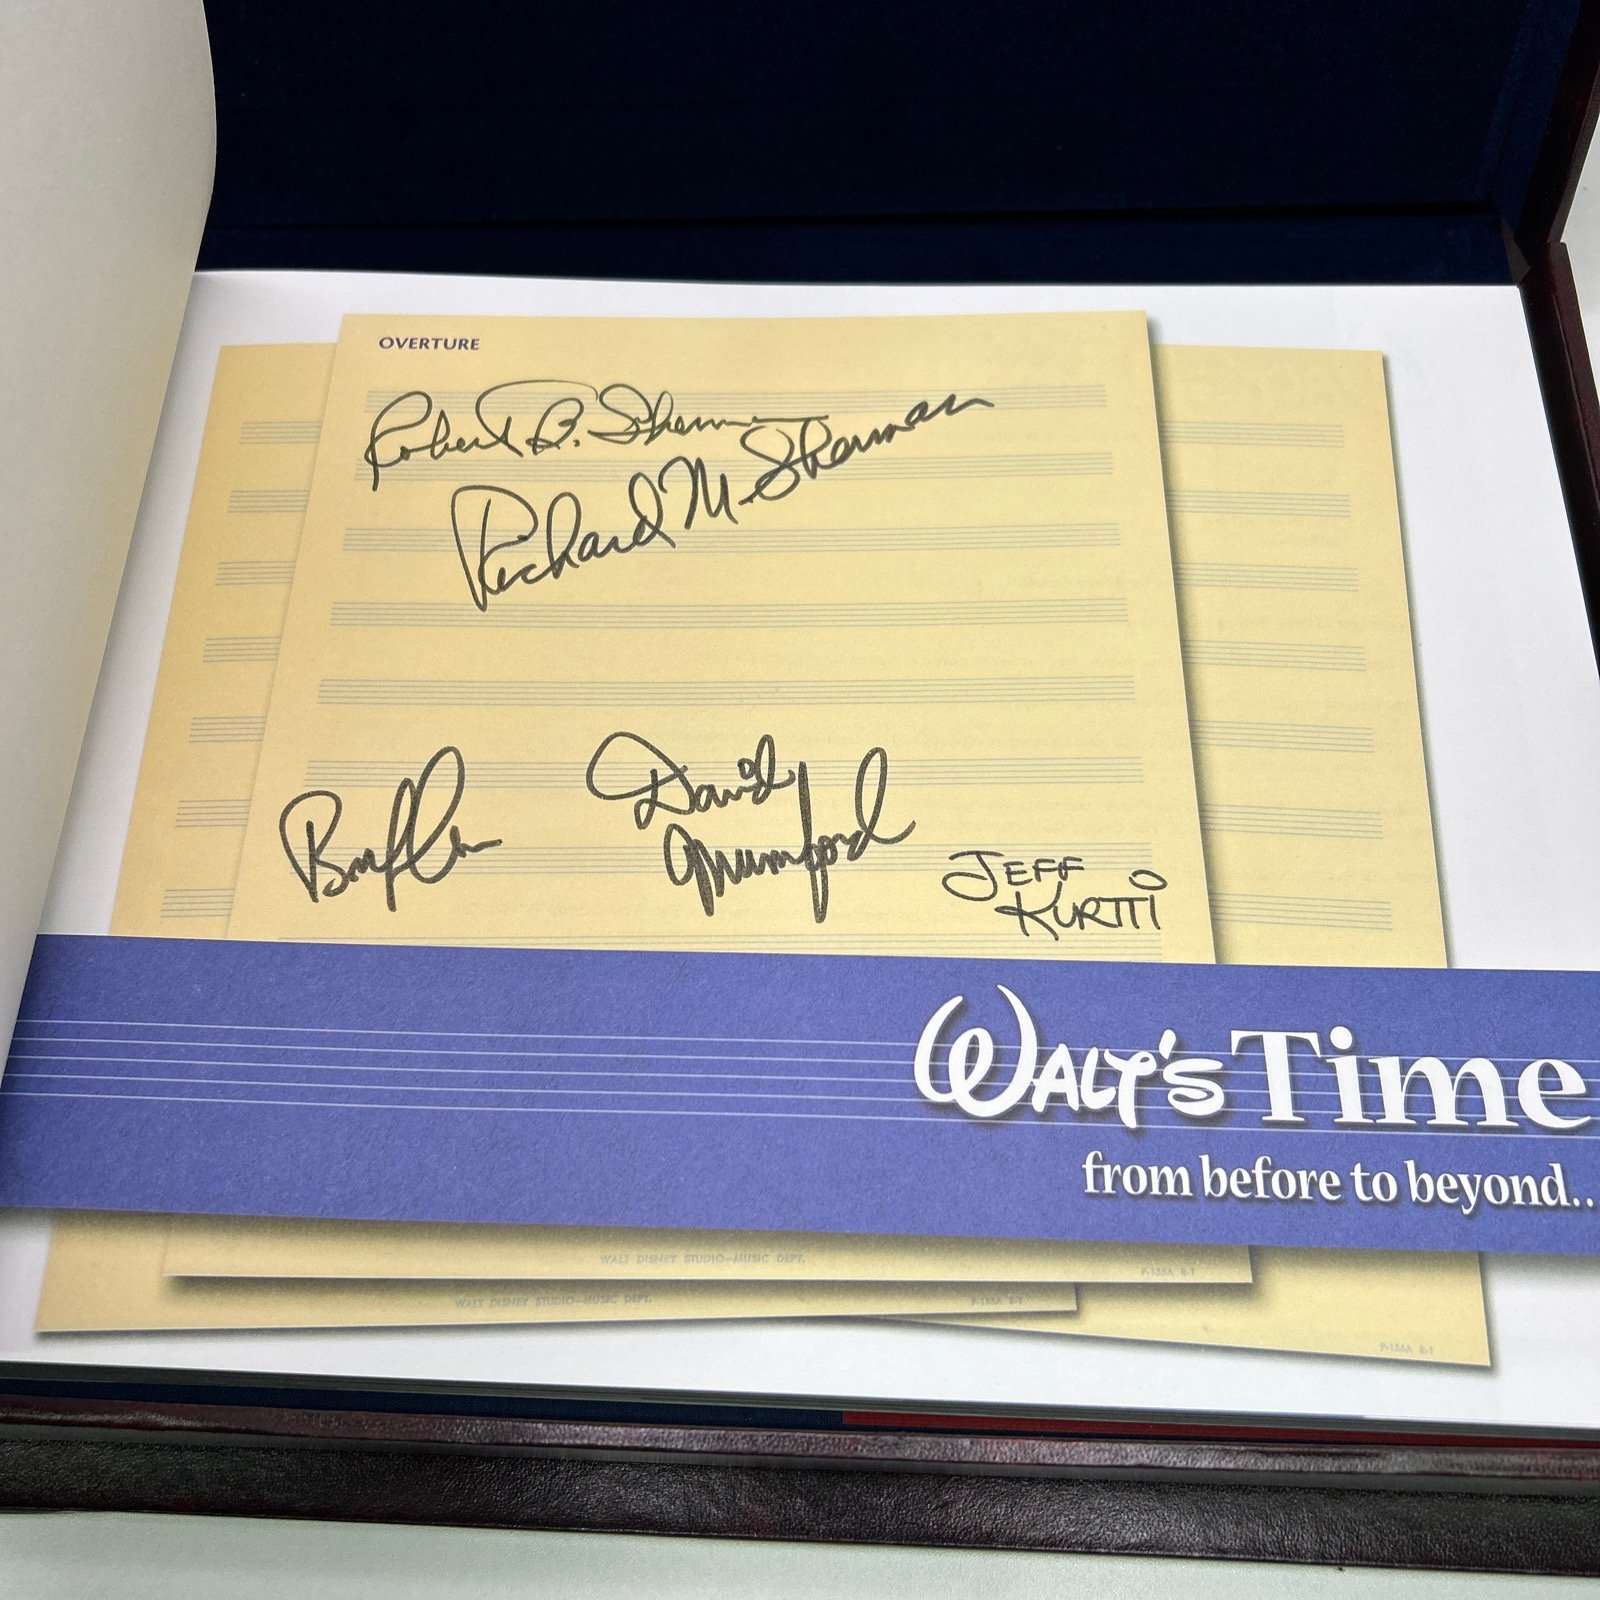 OVERTURE
Robert B. Sherman
Richard M. Sherman
David
Mumford
JEFF
KURTTI
WALT'S Time
from before to beyond..
WALT DISNEY STUDIO—MUSIC DEPT.
WALT DISNEY STUDIO—MUSIC DEPT.